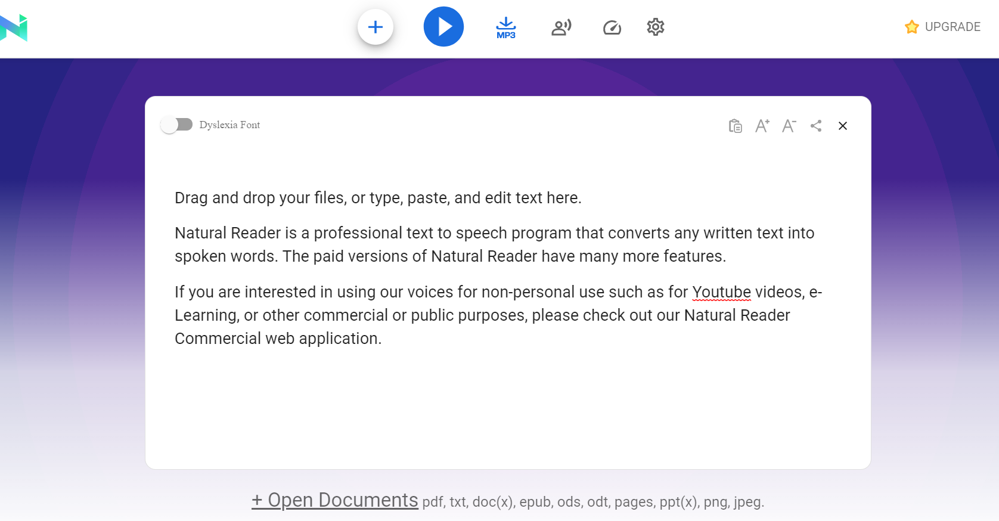 MP3
UPGRADE
Dyslexia Font
A+ A-
Drag and drop your files, or type, paste, and edit text here.
Natural Reader is a professional text to speech program that converts any written text into
spoken words. The paid versions of Natural Reader have many more features.
If you are interested in using our voices for non-personal use such as for Youtube videos, e-
Learning, or other commercial or public purposes, please check out our Natural Reader
Commercial web application.
+ Open Documents pdf, txt, doc(x), epub, ods, odt, pages, ppt(x), png, jpeg.